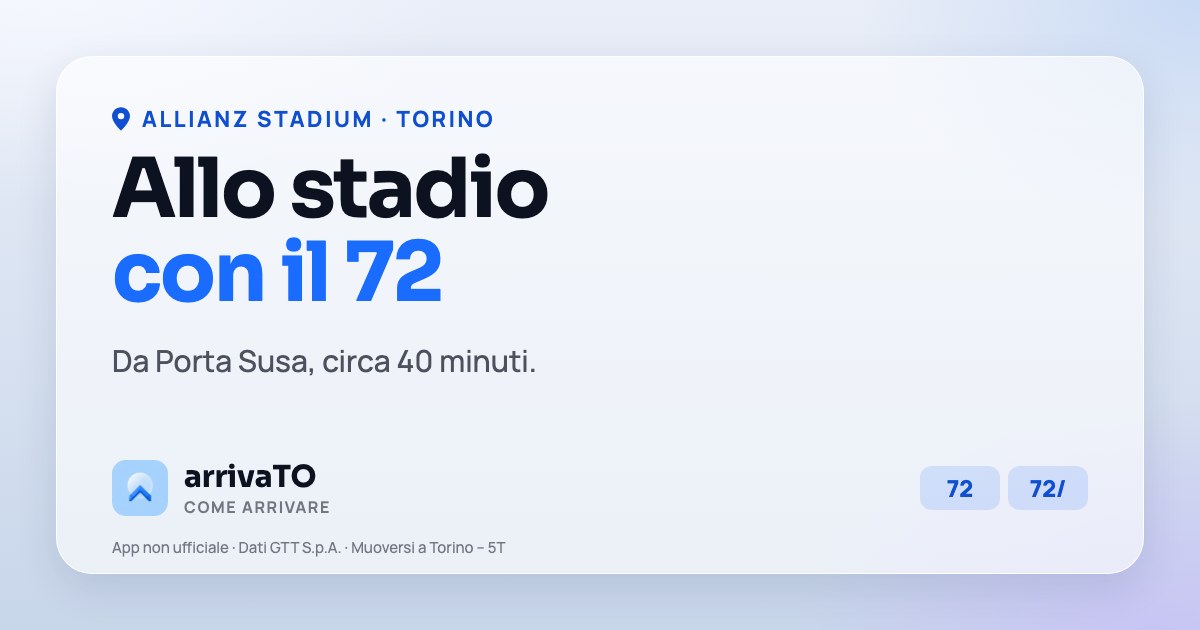 ALLIANZ STADIUM · TORINO
Allo stadio
con il 72
Da Porta Susa, circa 40 minuti.
arrivaTO
COME ARRIVARE
72 72/
App non ufficiale · Dati GTT S.p.A. · Muoversi a Torino – 5T